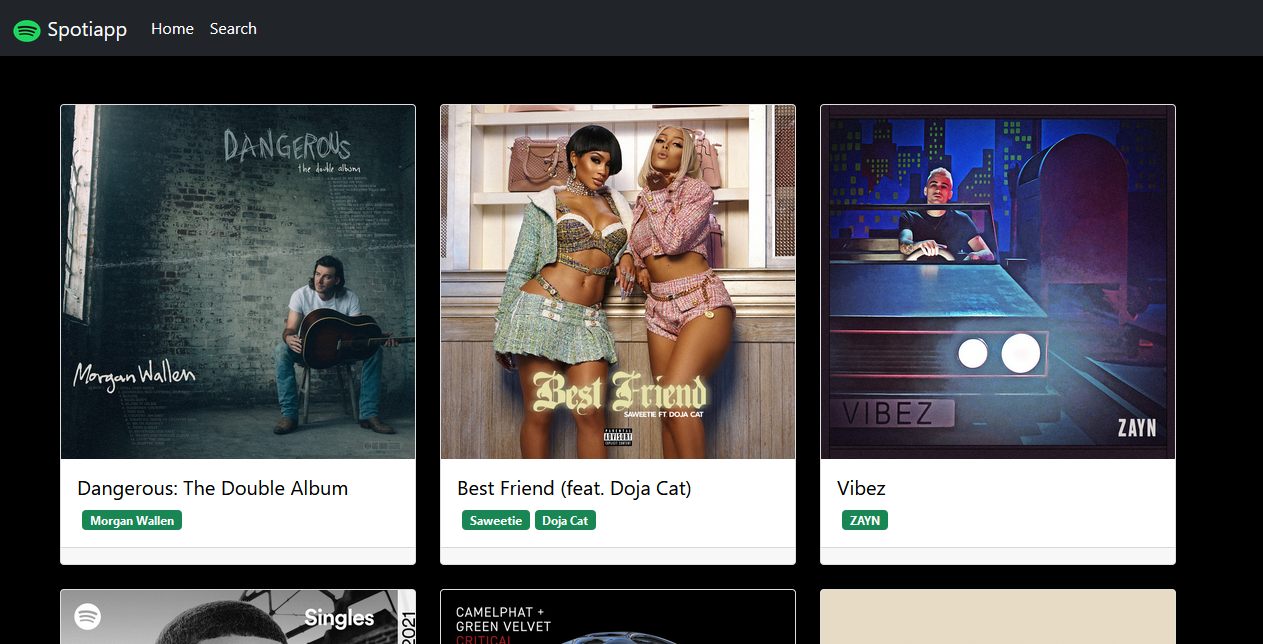 Spotiapp Home Search
DANGEROUS
the double album
Morgan Wallen
Best Friend
SAWEETIE FT. DOJA CAT
PARENTAL
ADVISORY
EXPLICIT CONTENT
VIBEZ
ZAYN
Dangerous: The Double Album
Morgan Wallen
Best Friend (feat. Doja Cat)
Saweetie Doja Cat
Vibez
ZAYN
Singles
2021
CAMELPHAT +
GREEN VELVET
CRITICAL